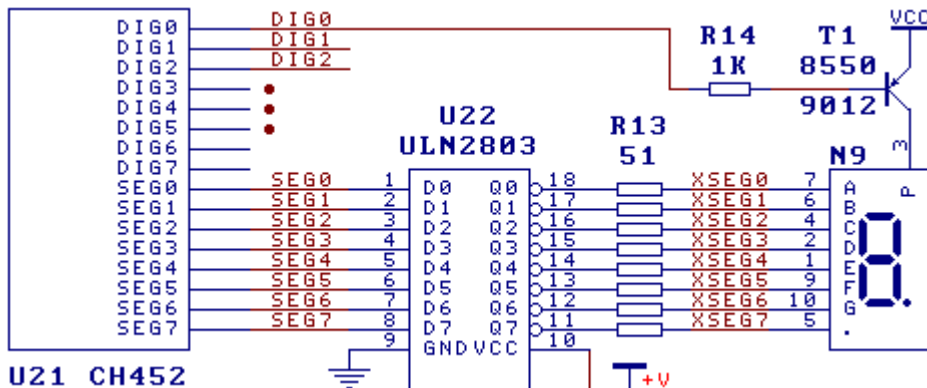 DIG0 DIG0 VCC
DIG1 DIG1 R14 T1
DIG2 DIG2 1K 8550
DIG3
DIG4 9012
DIG5 U22 R13
DIG6 ULN2803 51 3 N9
DIG7
SEG0 SEG0 1 D0 Q0 18 XSEG0 7 A P
SEG1 SEG1 2 D1 Q1 17 XSEG1 6 B
SEG2 SEG2 3 D2 Q2 16 XSEG2 4 C
SEG3 SEG3 4 D3 Q3 15 XSEG3 2 D
SEG4 SEG4 5 D4 Q4 14 XSEG4 1 E
SEG5 SEG5 6 D5 Q5 13 XSEG5 9 F
SEG6 SEG6 7 D6 Q6 12 XSEG6 10 G
SEG7 SEG7 8 D7 Q7 11 XSEG7 5 .
9 GND VCC 10
U21 CH452 +V